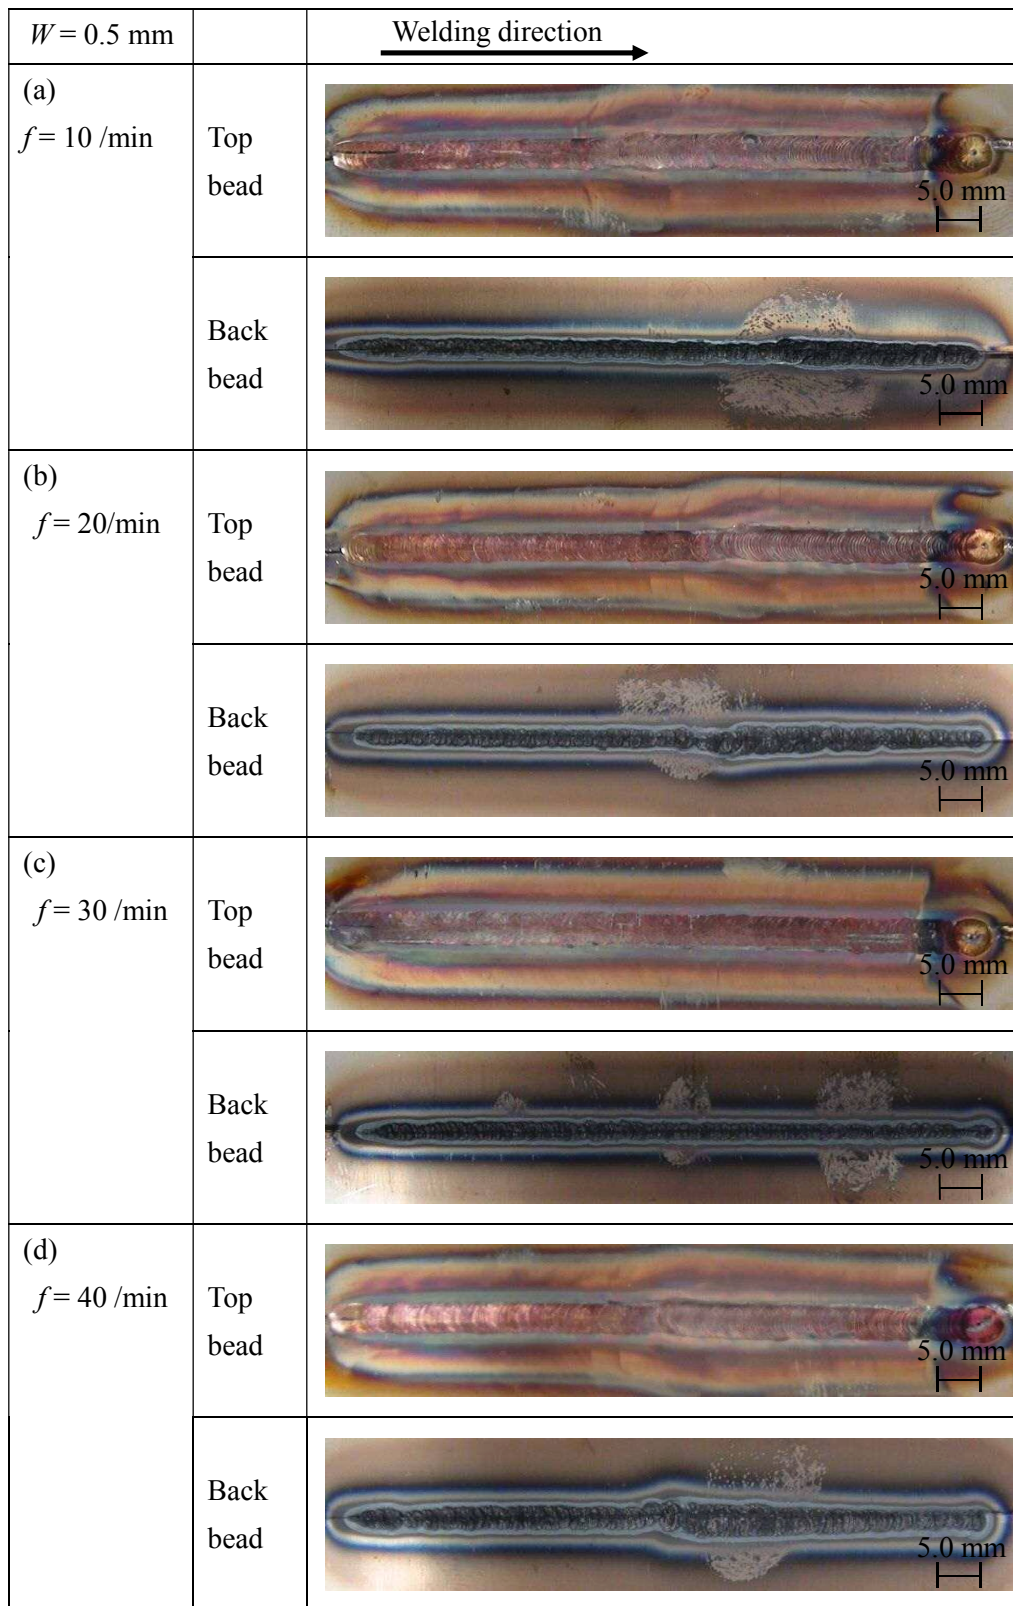 W = 0.5 mm
Welding direction
(a)
f = 10 /min
Top
bead
5.0 mm
Back
bead
5.0 mm
(b)
f = 20/min
Top
bead
5.0 mm
Back
bead
5.0 mm
(c)
f = 30 /min
Top
bead
5.0 mm
Back
bead
5.0 mm
(d)
f = 40 /min
Top
bead
5.0 mm
Back
bead
5.0 mm